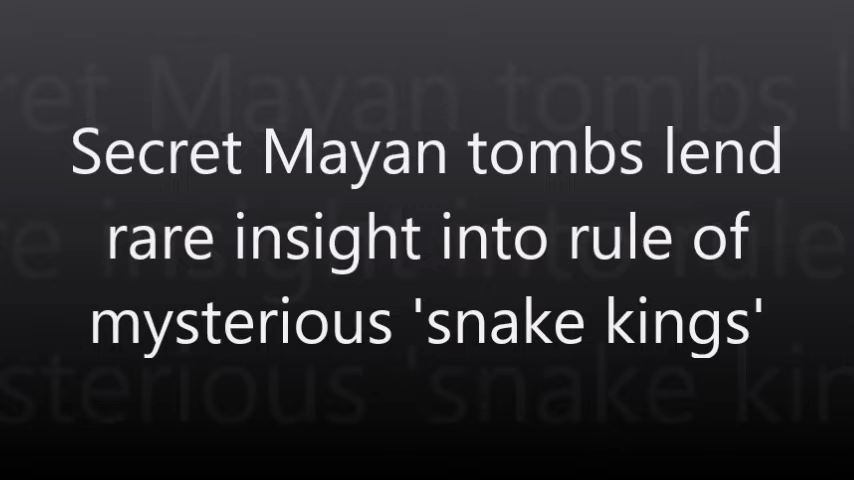 Secret Mayan tombs lend
rare insight into rule of
mysterious 'snake kings'